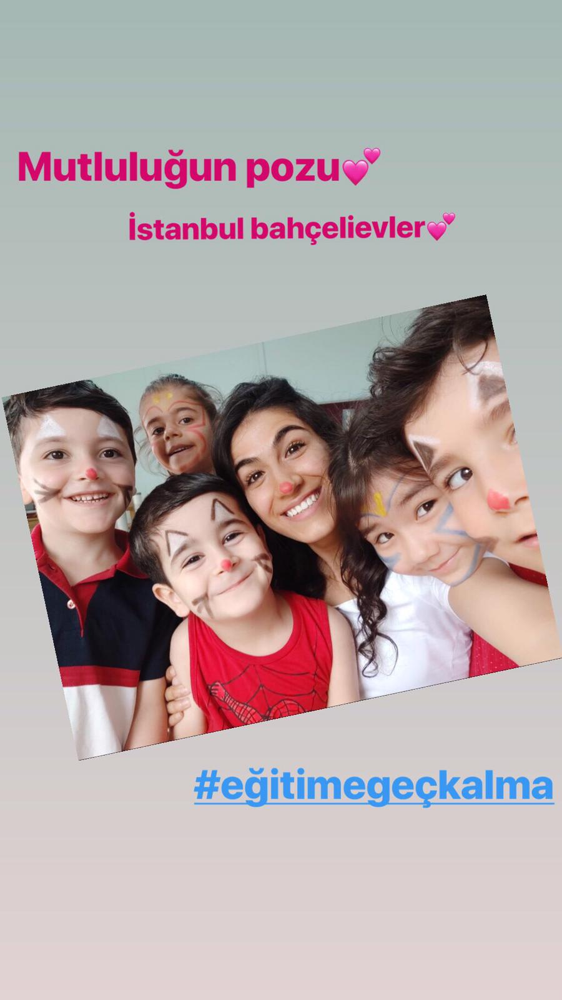 Mutluluğun pozu💕
İstanbul bahçelievler💕
#eğitimegeçkalma